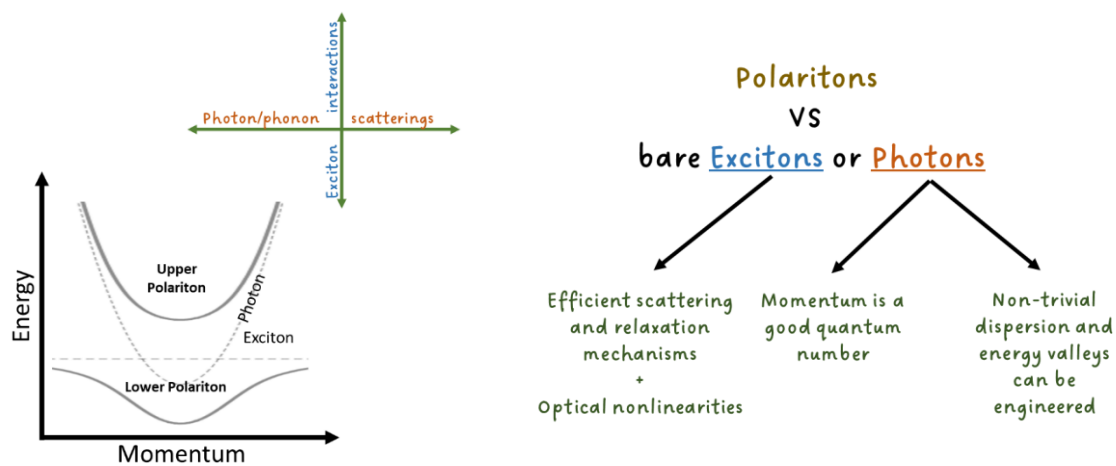 interactions
Photon/phonon scatterings
Exciton
Energy
Upper
Polariton
Photon
Exciton
Lower Polariton
Momentum
Polaritons
VS
bare Excitons or Photons
Efficient scattering
and relaxation
mechanisms
+
Optical nonlinearities
Momentum is a
good quantum
number
Non-trivial
dispersion and
energy valleys
can be
engineered